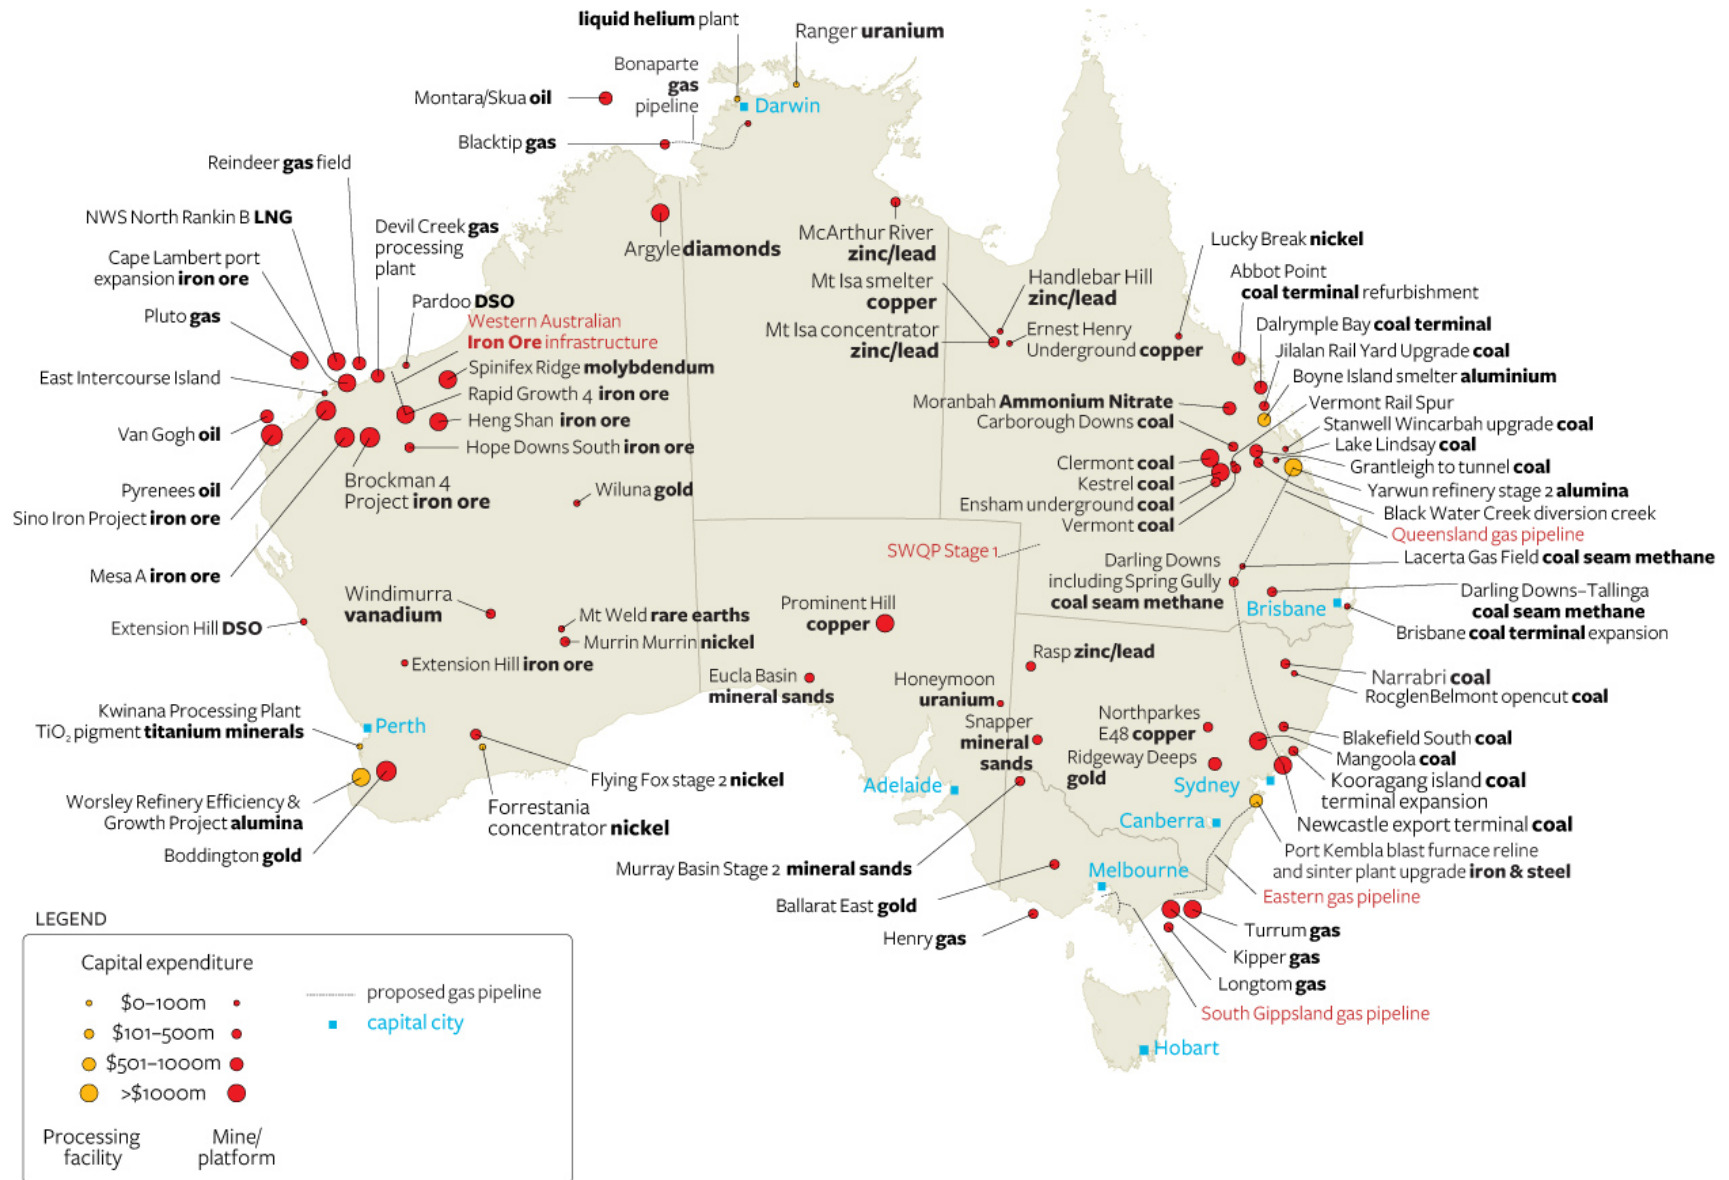 liquid helium plant
Ranger uranium
Bonaparte
gas
pipeline
Montara/Skua oil
Darwin
Blacktip gas
Reindeer gas field
NWS North Rankin B LNG
Devil Creek gas
processing
plant
Cape Lambert port
expansion iron ore
Pardoo DSO
Pluto gas
Western Australian
Iron Ore infrastructure
East Intercourse Island
Spinifex Ridge molybdendum
Rapid Growth 4 iron ore
Heng Shan iron ore
Hope Downs South iron ore
Van Gogh oil
Pyrenees oil
Sino Iron Project iron ore
Mesa A iron ore
Brockman 4
Project iron ore
Wiluna gold
Argyle diamonds
McArthur River
zinc/lead
Mt Isa smelter
copper
Mt Isa concentrator
zinc/lead
Handlebar Hill
zinc/lead
Ernest Henry
Underground copper
Lucky Break nickel
Abbot Point
coal terminal refurbishment
Dalrymple Bay coal terminal
Jilalan Rail Yard Upgrade coal
Boyne Island smelter aluminium
Vermont Rail Spur
Stanwell Wincarbah upgrade coal
Lake Lindsay coal
Grantleigh to tunnel coal
Yarwun refinery stage 2 alumina
Black Water Creek diversion creek
Queensland gas pipeline
Lacerta Gas Field coal seam methane
Darling Downs–Tallinga
coal seam methane
Brisbane coal terminal expansion
Moranbah Ammonium Nitrate
Carborough Downs coal
Clermont coal
Kestrel coal
Ensham underground coal
Vermont coal
SWQP Stage 1
Darling Downs
including Spring Gully
coal seam methane
Brisbane
Windimurra
vanadium
Mt Weld rare earths
Murrin Murrin nickel
Extension Hill DSO
Extension Hill iron ore
Prominent Hill
copper
Eucla Basin
mineral sands
Rasp zinc/lead
Honeymoon
uranium
Snapper
mineral
sands
Northparkes
E48 copper
Ridgeway Deeps
gold
Narrabri coal
RocglenBelmont opencut coal
Blakefield South coal
Mangoola coal
Kooragang island coal
terminal expansion
Newcastle export terminal coal
Port Kembla blast furnace reline
and sinter plant upgrade iron & steel
Eastern gas pipeline
Kwinana Processing Plant
TiO2 pigment titanium minerals
Perth
Worsley Refinery Efficiency &
Growth Project alumina
Boddington gold
Flying Fox stage 2 nickel
Forrestania
concentrator nickel
Adelaide
Sydney
Canberra
Melbourne
Murray Basin Stage 2 mineral sands
Ballarat East gold
Henry gas
Turrum gas
Kipper gas
Longtom gas
South Gippsland gas pipeline
Hobart
LEGEND
Capital expenditure
$0–100m
$101–500m
$501–1000m
>$1000m
Processing
facility
Mine/
platform
proposed gas pipeline
capital city